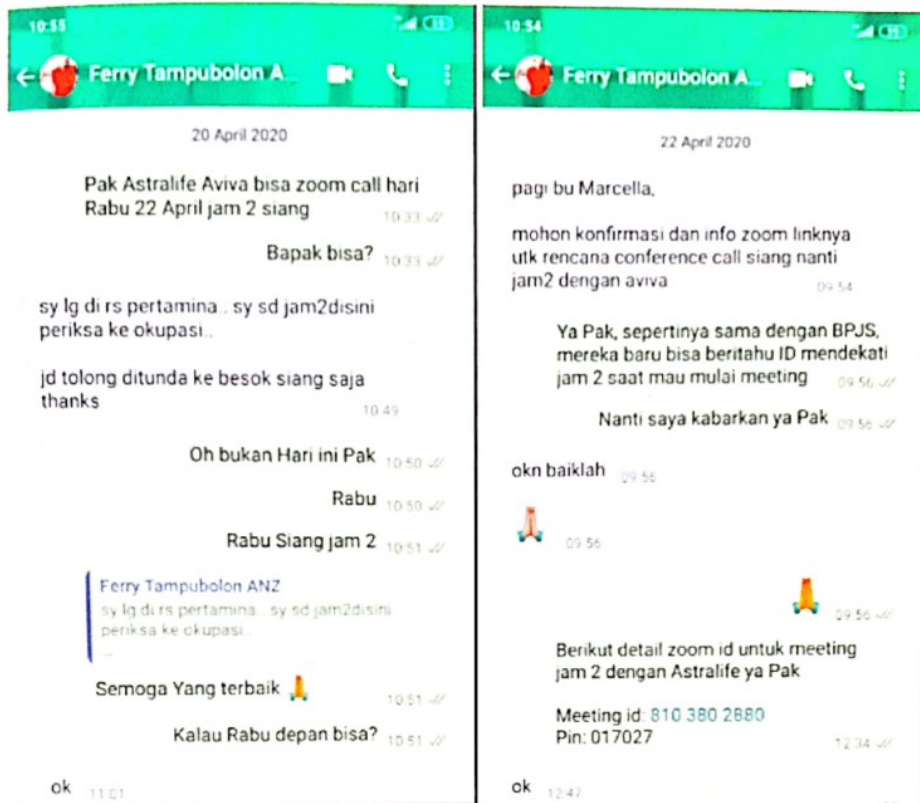 10:55
Ferry Tampubolon A...
20 April 2020
Pak Astralife Aviva bisa zoom call hari
Rabu 22 April jam 2 siang
10:33
Bapak bisa? 10:33
sy lg di rs pertamina.. sy sd jam2disini
periksa ke okupasi..
jd tolong ditunda ke besok siang saja
thanks
10:49
Oh bukan Hari ini Pak 10:50
Rabu 10:50
Rabu Siang jam 2 10:51
Ferry Tampubolon ANZ
sy lg di rs pertamina.. sy sd jam2disini
periksa ke okupasi..
...
Semoga Yang terbaik 🙏 10:51
Kalau Rabu depan bisa? 10:51
ok 11:01
10:54
Ferry Tampubolon A...
22 April 2020
pagi bu Marcella,
mohon konfirmasi dan info zoom linknya
utk rencana conference call siang nanti
jam2 dengan aviva 09:54
Ya Pak, sepertinya sama dengan BPJS,
mereka baru bisa beritahu ID mendekati
jam 2 saat mau mulai meeting 09:56
Nanti saya kabarkan ya Pak 09:56
okn baiklah 09:56
🙏 09:56
🙏 09:56
Berikut detail zoom id untuk meeting
jam 2 dengan Astralife ya Pak
Meeting id: 810 380 2880
Pin: 017027 12:34
ok 12:47